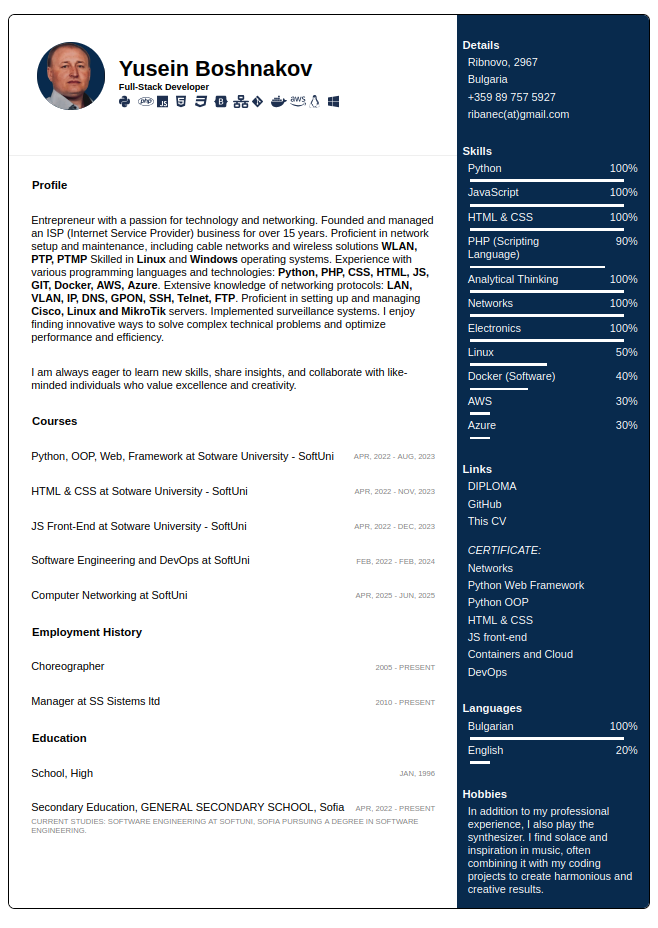 Yusein Boshnakov
Full-Stack Developer
php JS aws
Profile
Entrepreneur with a passion for technology and networking. Founded and managed
an ISP (Internet Service Provider) business for over 15 years. Proficient in network
setup and maintenance, including cable networks and wireless solutions WLAN,
PTP, PTMP Skilled in Linux and Windows operating systems. Experience with
various programming languages and technologies: Python, PHP, CSS, HTML, JS,
GIT, Docker, AWS, Azure. Extensive knowledge of networking protocols: LAN,
VLAN, IP, DNS, GPON, SSH, Telnet, FTP. Proficient in setting up and managing
Cisco, Linux and MikroTik servers. Implemented surveillance systems. I enjoy
finding innovative ways to solve complex technical problems and optimize
performance and efficiency.
I am always eager to learn new skills, share insights, and collaborate with like-
minded individuals who value excellence and creativity.
Courses
Python, OOP, Web, Framework at Sotware University - SoftUni APR, 2022 - AUG, 2023
HTML & CSS at Sotware University - SoftUni APR, 2022 - NOV, 2023
JS Front-End at Sotware University - SoftUni APR, 2022 - DEC, 2023
Software Engineering and DevOps at SoftUni FEB, 2022 - FEB, 2024
Computer Networking at SoftUni APR, 2025 - JUN, 2025
Employment History
Choreographer 2005 - PRESENT
Manager at SS Sistems ltd 2010 - PRESENT
Education
School, High JAN, 1996
Secondary Education, GENERAL SECONDARY SCHOOL, Sofia APR, 2022 - PRESENT
CURRENT STUDIES: SOFTWARE ENGINEERING AT SOFTUNI, SOFIA PURSUING A DEGREE IN SOFTWARE
ENGINEERING.
Details
Ribnovo, 2967
Bulgaria
+359 89 757 5927
ribanec(at)gmail.com
Skills
Python 100%
JavaScript 100%
HTML & CSS 100%
PHP (Scripting 90%
Language)
Analytical Thinking 100%
Networks 100%
Electronics 100%
Linux 50%
Docker (Software) 40%
AWS 30%
Azure 30%
Links
DIPLOMA
GitHub
This CV
CERTIFICATE:
Networks
Python Web Framework
Python OOP
HTML & CSS
JS front-end
Containers and Cloud
DevOps
Languages
Bulgarian 100%
English 20%
Hobbies
In addition to my professional
experience, I also play the
synthesizer. I find solace and
inspiration in music, often
combining it with my coding
projects to create harmonious and
creative results.